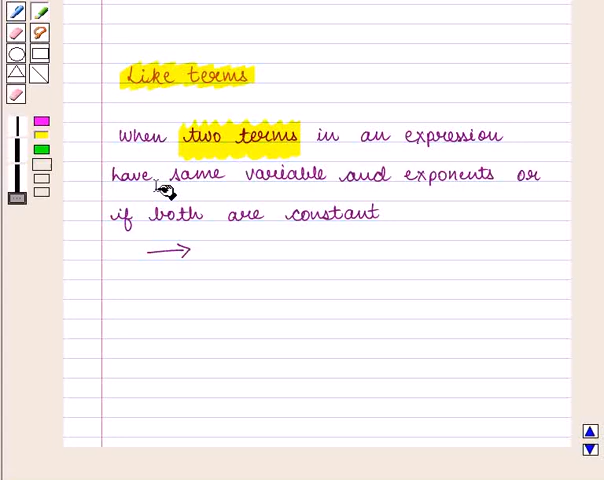 Like terms
When two terms in an expression
have same variable and exponents or
if both are constant